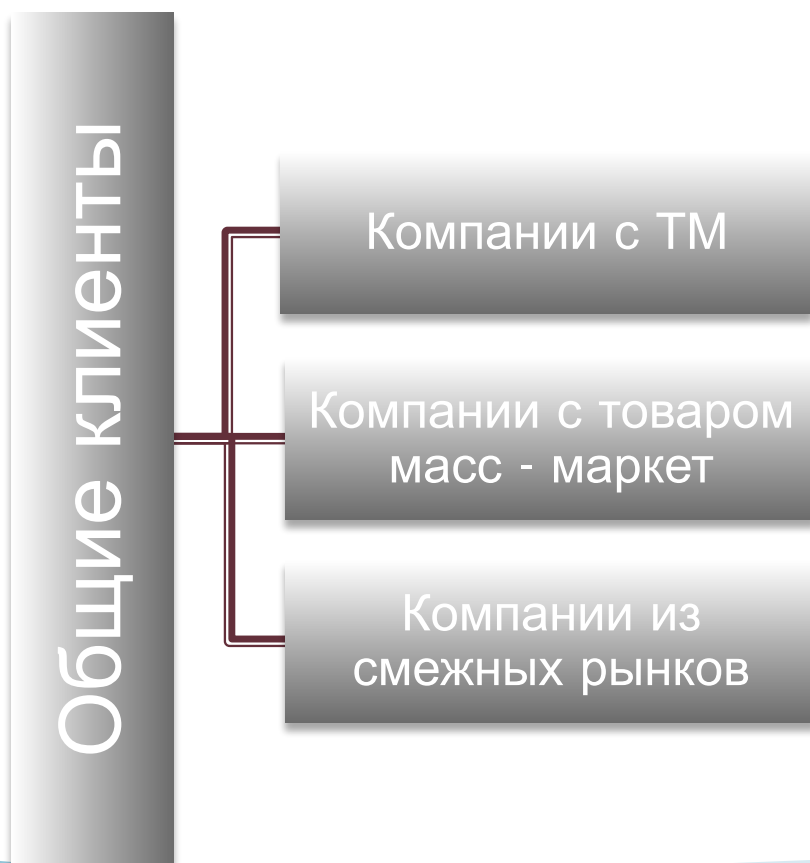 Общие клиенты
Компании с ТМ
Компании с товаром
масс - маркет
Компании из
смежных рынков